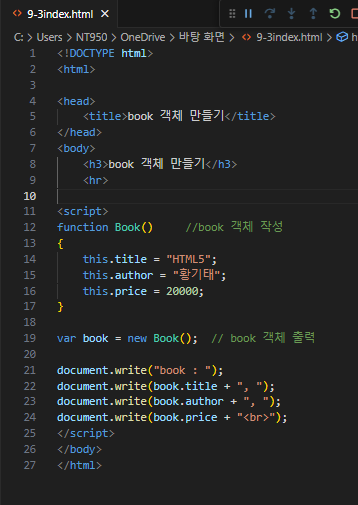 9-3index.html
C: > Users > NT950 > OneDrive > 바탕 화면 > 9-3index.html > h
1 <!DOCTYPE html>
2 <html>
3
4 <head>
5 <title>book 객체 만들기</title>
6 </head>
7 <body>
8 <h3>book 객체 만들기</h3>
9 <hr>
10
11 <script>
12 function Book() //book 객체 작성
13 {
14 this.title = "HTML5";
15 this.author = "황기태";
16 this.price = 20000;
17 }
18
19 var book = new Book(); // book 객체 출력
20
21 document.write("book : ");
22 document.write(book.title + ", ");
23 document.write(book.author + ", ");
24 document.write(book.price + "<br>");
25 </script>
26 </body>
27 </html>